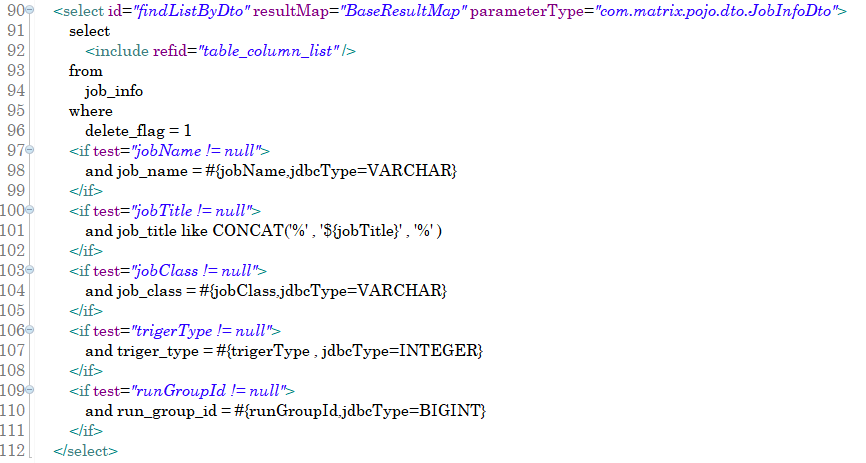 90 <select id="findListByDto" resultMap="BaseResultMap" parameterType="com.matrix.pojo.dto.JobInfoDto">
91 select
92 <include refid="table_column_list" />
93 from
94 job_info
95 where
96 delete_flag = 1
97 <if test="jobName != null">
98 and job_name = #{jobName,jdbcType=VARCHAR}
99 </if>
100 <if test="jobTitle != null">
101 and job_title like CONCAT('%' , '${jobTitle}' , '%' )
102 </if>
103 <if test="jobClass != null">
104 and job_class = #{jobClass,jdbcType=VARCHAR}
105 </if>
106 <if test="trigerType != null">
107 and triger_type = #{trigerType , jdbcType=INTEGER}
108 </if>
109 <if test="runGroupId != null">
110 and run_group_id = #{runGroupId,jdbcType=BIGINT}
111 </if>
112 </select>